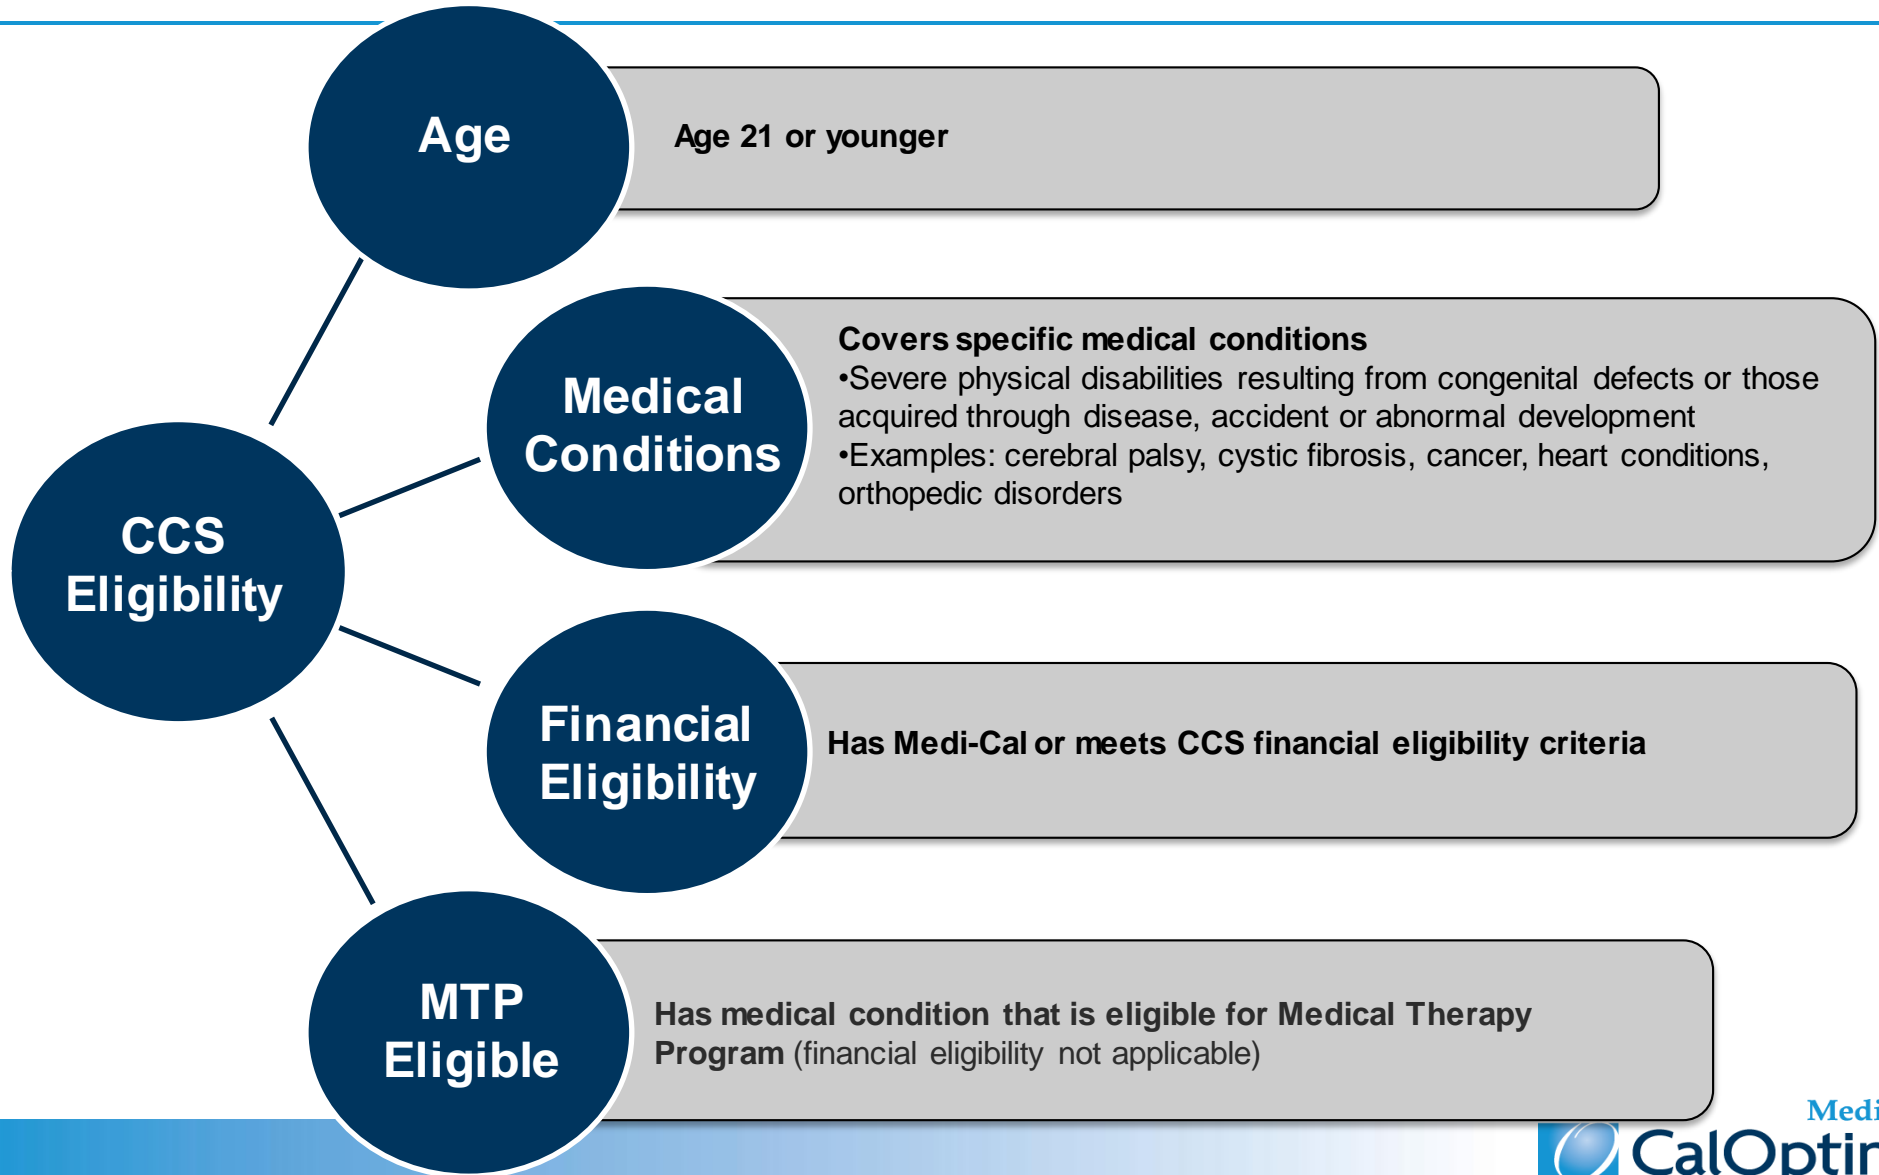 Age
Age 21 or younger
Medical
Conditions
Covers specific medical conditions
•Severe physical disabilities resulting from congenital defects or those
acquired through disease, accident or abnormal development
•Examples: cerebral palsy, cystic fibrosis, cancer, heart conditions,
orthopedic disorders
CCS
Eligibility
Financial
Eligibility
Has Medi-Cal or meets CCS financial eligibility criteria
MTP
Eligible
Has medical condition that is eligible for Medical Therapy
Program (financial eligibility not applicable)
Medi
CalOptim